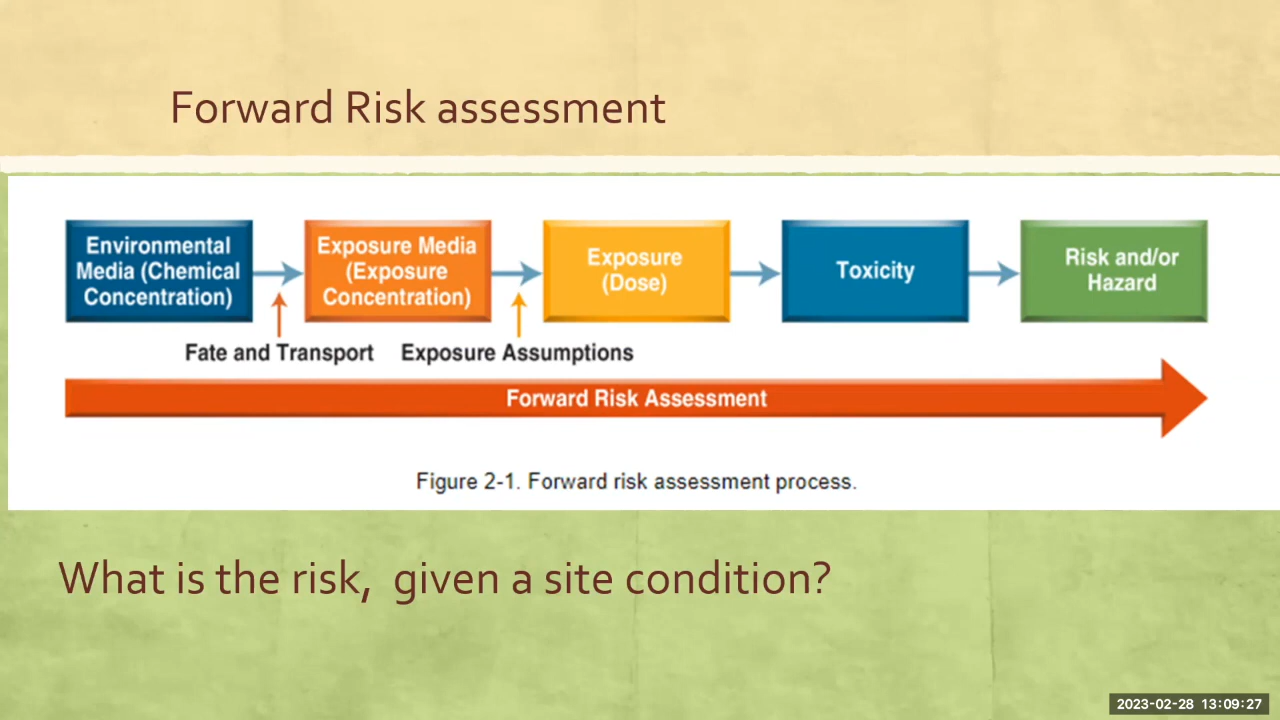 Forward Risk assessment
Environmental
Media (Chemical
Concentration)
Exposure Media
(Exposure
Concentration)
Exposure
(Dose)
Toxicity
Risk and/or
Hazard
Fate and Transport
Exposure Assumptions
Forward Risk Assessment
Figure 2-1. Forward risk assessment process.
What is the risk, given a site condition?
2023-02-28 13:09:27